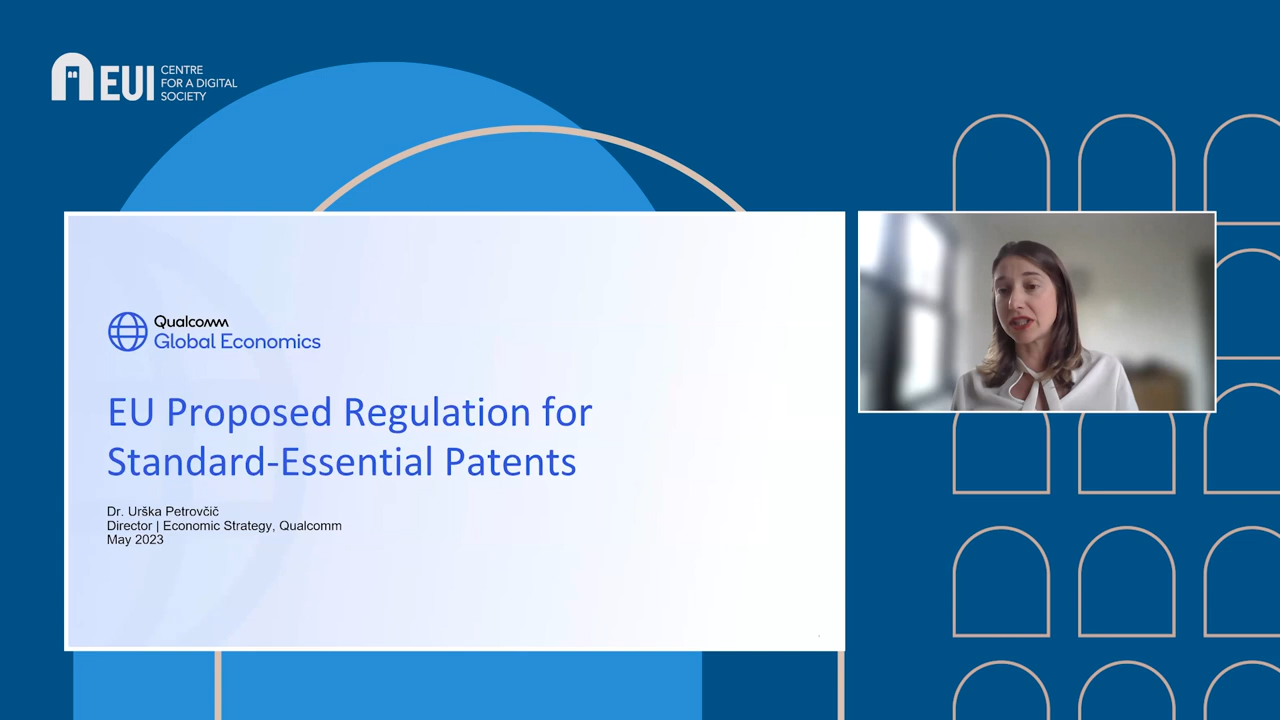 EUI
CENTRE
FOR A DIGITAL
SOCIETY
Qualcomm
Global Economics
EU Proposed Regulation for
Standard-Essential Patents
Dr. Urška Petrovčič
Director | Economic Strategy, Qualcomm
May 2023